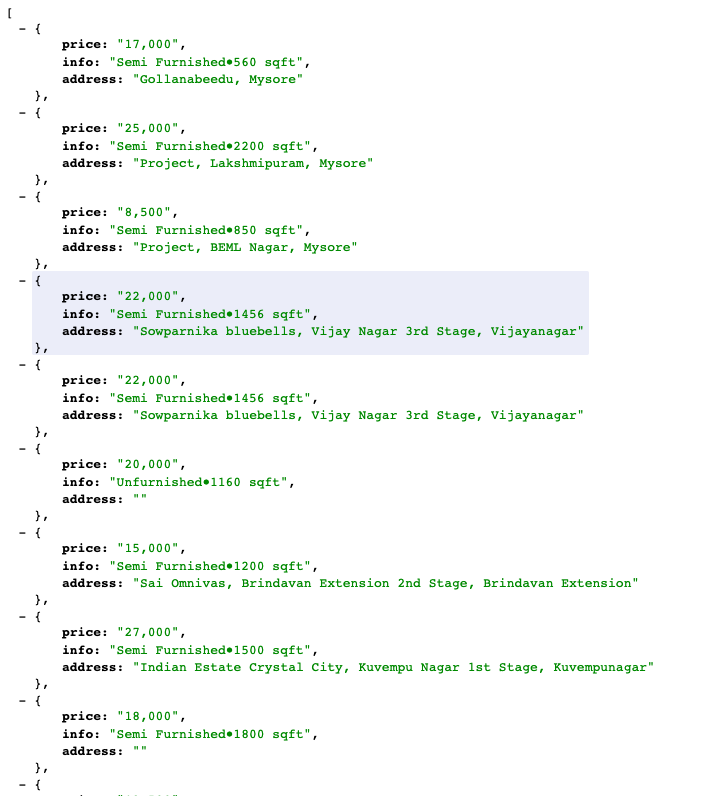 [
- {
price: "17,000",
info: "Semi Furnished•560 sqft",
address: "Gollanabeedu, Mysore"
},
- {
price: "25,000",
info: "Semi Furnished•2200 sqft",
address: "Project, Lakshmipuram, Mysore"
},
- {
price: "8,500",
info: "Semi Furnished•850 sqft",
address: "Project, BEML Nagar, Mysore"
},
- {
price: "22,000",
info: "Semi Furnished•1456 sqft",
address: "Sowparnika bluebells, Vijay Nagar 3rd Stage, Vijayanagar"
},
- {
price: "22,000",
info: "Semi Furnished•1456 sqft",
address: "Sowparnika bluebells, Vijay Nagar 3rd Stage, Vijayanagar"
},
- {
price: "20,000",
info: "Unfurnished•1160 sqft",
address: ""
},
- {
price: "15,000",
info: "Semi Furnished•1200 sqft",
address: "Sai Omnivas, Brindavan Extension 2nd Stage, Brindavan Extension"
},
- {
price: "27,000",
info: "Semi Furnished•1500 sqft",
address: "Indian Estate Crystal City, Kuvempu Nagar 1st Stage, Kuvempunagar"
},
- {
price: "18,000",
info: "Semi Furnished•1800 sqft",
address: ""
},
- {